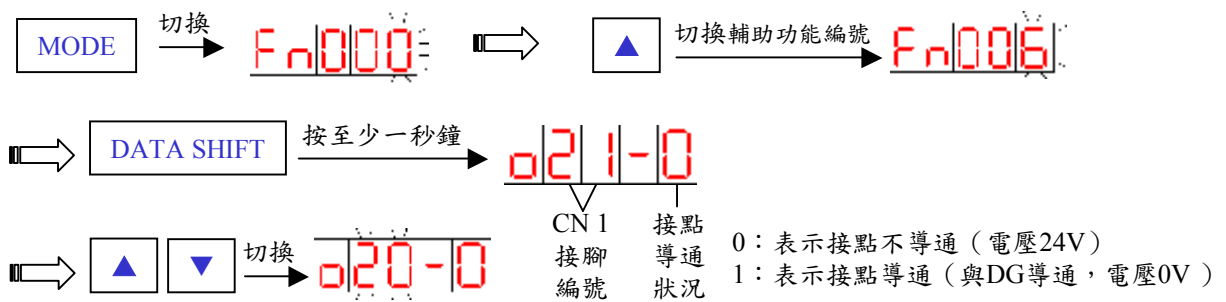 MODE
切換
Fn000
▲
切換輔助功能編號
Fn006
DATA SHIFT
按至少一秒鐘
o21-0
CN 1
接腳
編號
接點
導通
狀況
▲
▼
切換
o20-0
0：表示接點不導通（電壓24V）
1：表示接點導通（與DG導通，電壓0V）